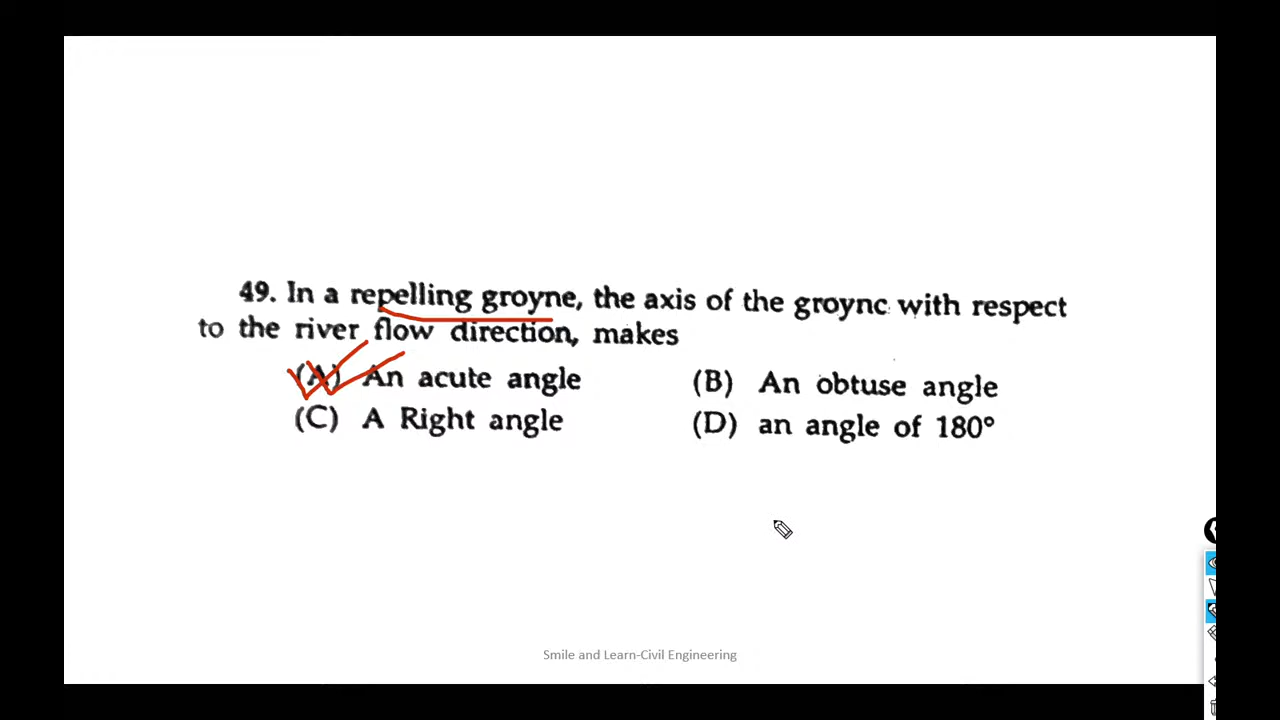 49. In a repelling groyne, the axis of the groync with respect
to the river flow direction, makes
(A) An acute angle (B) An obtuse angle
(C) A Right angle (D) an angle of 180°
Smile and Learn-Civil Engineering